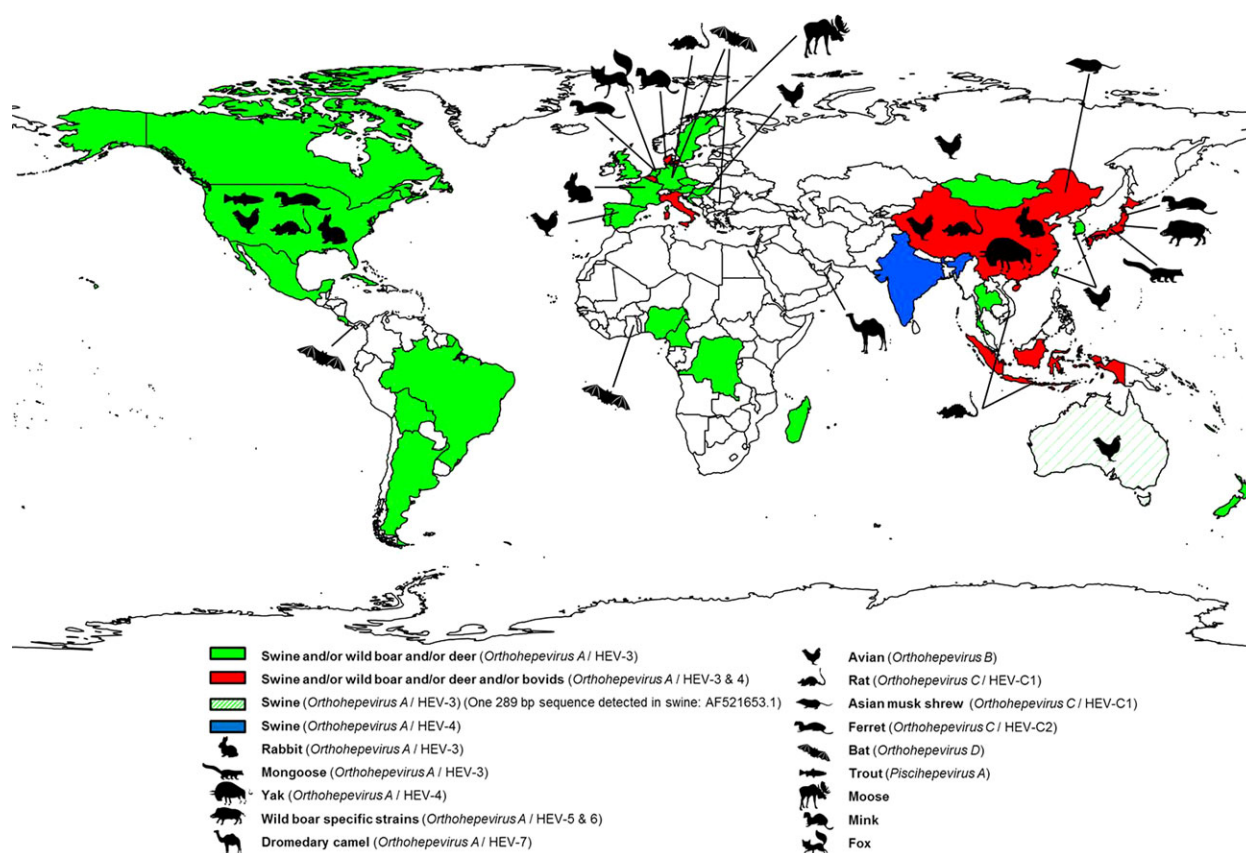 Swine and/or wild boar and/or deer (Orthohepevirus A / HEV-3)
Swine and/or wild boar and/or deer and/or bovids (Orthohepevirus A / HEV-3 & 4)
Swine (Orthohepevirus A / HEV-3) (One 289 bp sequence detected in swine: AF521653.1)
Swine (Orthohepevirus A / HEV-4)
Rabbit (Orthohepevirus A / HEV-3)
Mongoose (Orthohepevirus A / HEV-3)
Yak (Orthohepevirus A / HEV-4)
Wild boar specific strains (Orthohepevirus A / HEV-5 & 6)
Dromedary camel (Orthohepevirus A / HEV-7)
Avian (Orthohepevirus B)
Rat (Orthohepevirus C / HEV-C1)
Asian musk shrew (Orthohepevirus C / HEV-C1)
Ferret (Orthohepevirus C / HEV-C2)
Bat (Orthohepevirus D)
Trout (Piscihepevirus A)
Moose
Mink
Fox